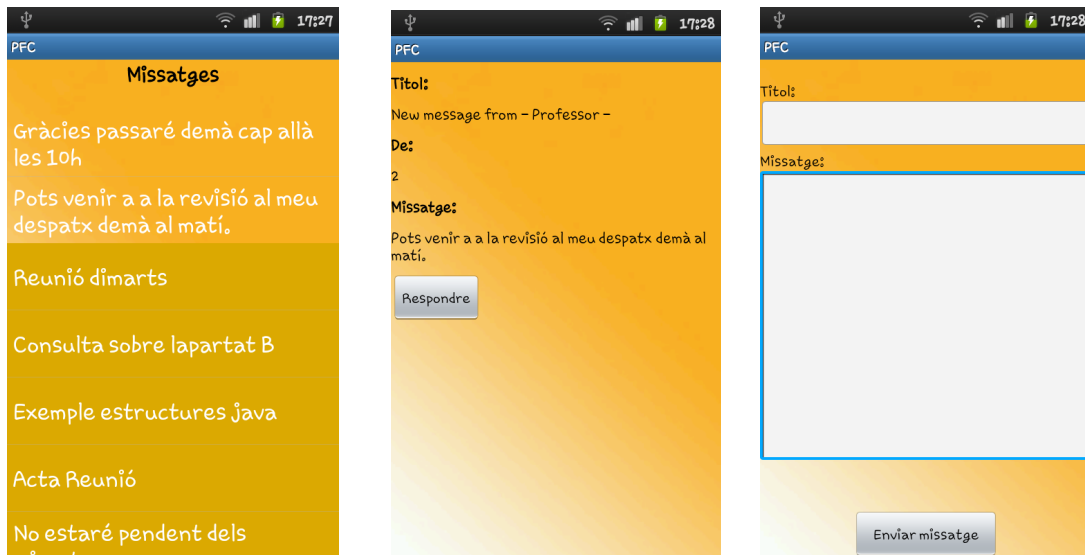 17:27
PFC
Missatges
Gràcies passaré demà cap allà
les 10h
Pots venir a a la revisió al meu
despatx demà al matí.
Reunió dimarts
Consulta sobre lapartat B
Exemple estructures java
Acta Reunió
No estaré pendent dels
17:28
PFC
Títol:
New message from - Professor -
De:
2
Missatge:
Pots venir a a la revisió al meu despatx demà al
matí.
Respondre
17:28
PFC
Títol:
Missatge:
Enviar missatge